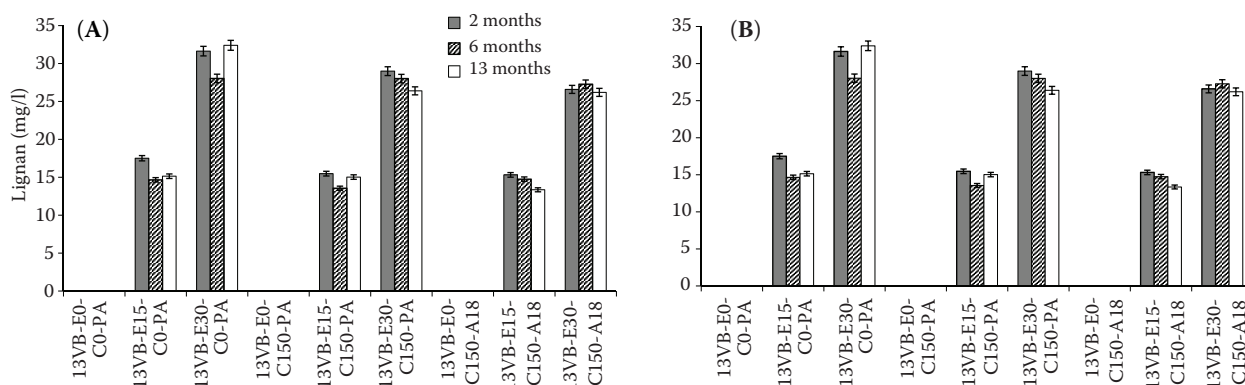 (A)
2 months
6 months
13 months
Lignan (mg/l)
35
30
25
20
15
10
5
0
13VB-E0-
C0-PA
13VB-E15-
C0-PA
13VB-E30-
C0-PA
13VB-E0-
C150-PA
13VB-E15-
C150-PA
13VB-E30-
C150-PA
13VB-E0-
C150-A18
13VB-E15-
C150-A18
13VB-E30-
C150-A18
(B)
35
30
25
20
15
10
5
0
13VB-E0-
C0-PA
13VB-E15-
C0-PA
13VB-E30-
C0-PA
13VB-E0-
C150-PA
13VB-E15-
C150-PA
13VB-E30-
C150-PA
13VB-E0-
C150-A18
13VB-E15-
C150-A18
13VB-E30-
C150-A18